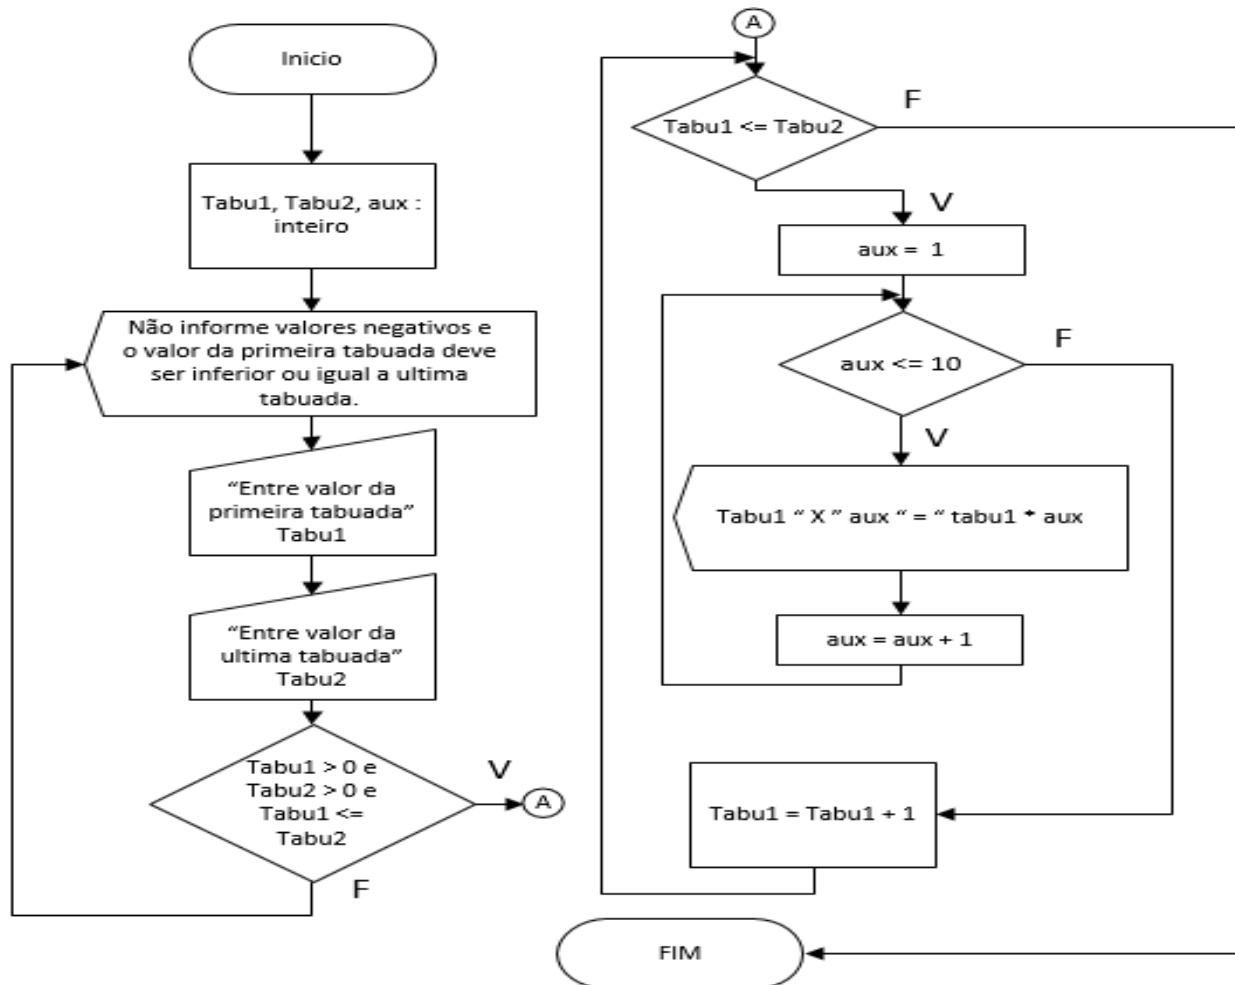 Inicio
Tabu1, Tabu2, aux :
inteiro
Não informe valores negativos e
o valor da primeira tabuada deve
ser inferior ou igual a ultima
tabuada.
“Entre valor da
primeira tabuada”
Tabu1
“Entre valor da
ultima tabuada”
Tabu2
Tabu1 > 0 e
Tabu2 > 0 e
Tabu1 <=
Tabu2
V
A
F
A
Tabu1 <= Tabu2
F
V
aux = 1
aux <= 10
F
V
Tabu1 “ X ” aux “ = “ tabu1 * aux
aux = aux + 1
Tabu1 = Tabu1 + 1
FIM